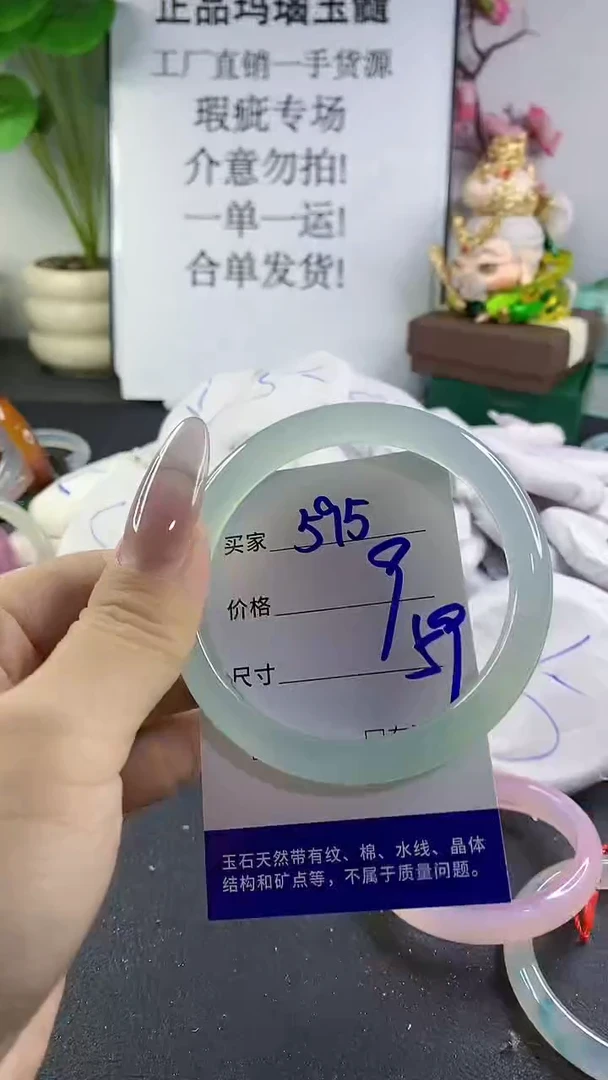 正品玛瑙玉髓
工厂直销一手货源
瑕疵专场
介意勿拍!
一单一运!
合单发货!
买家 595
价格 9
尺寸 59
玉石天然带有纹、棉、水线、晶体
结构和矿点等，不属于质量问题。